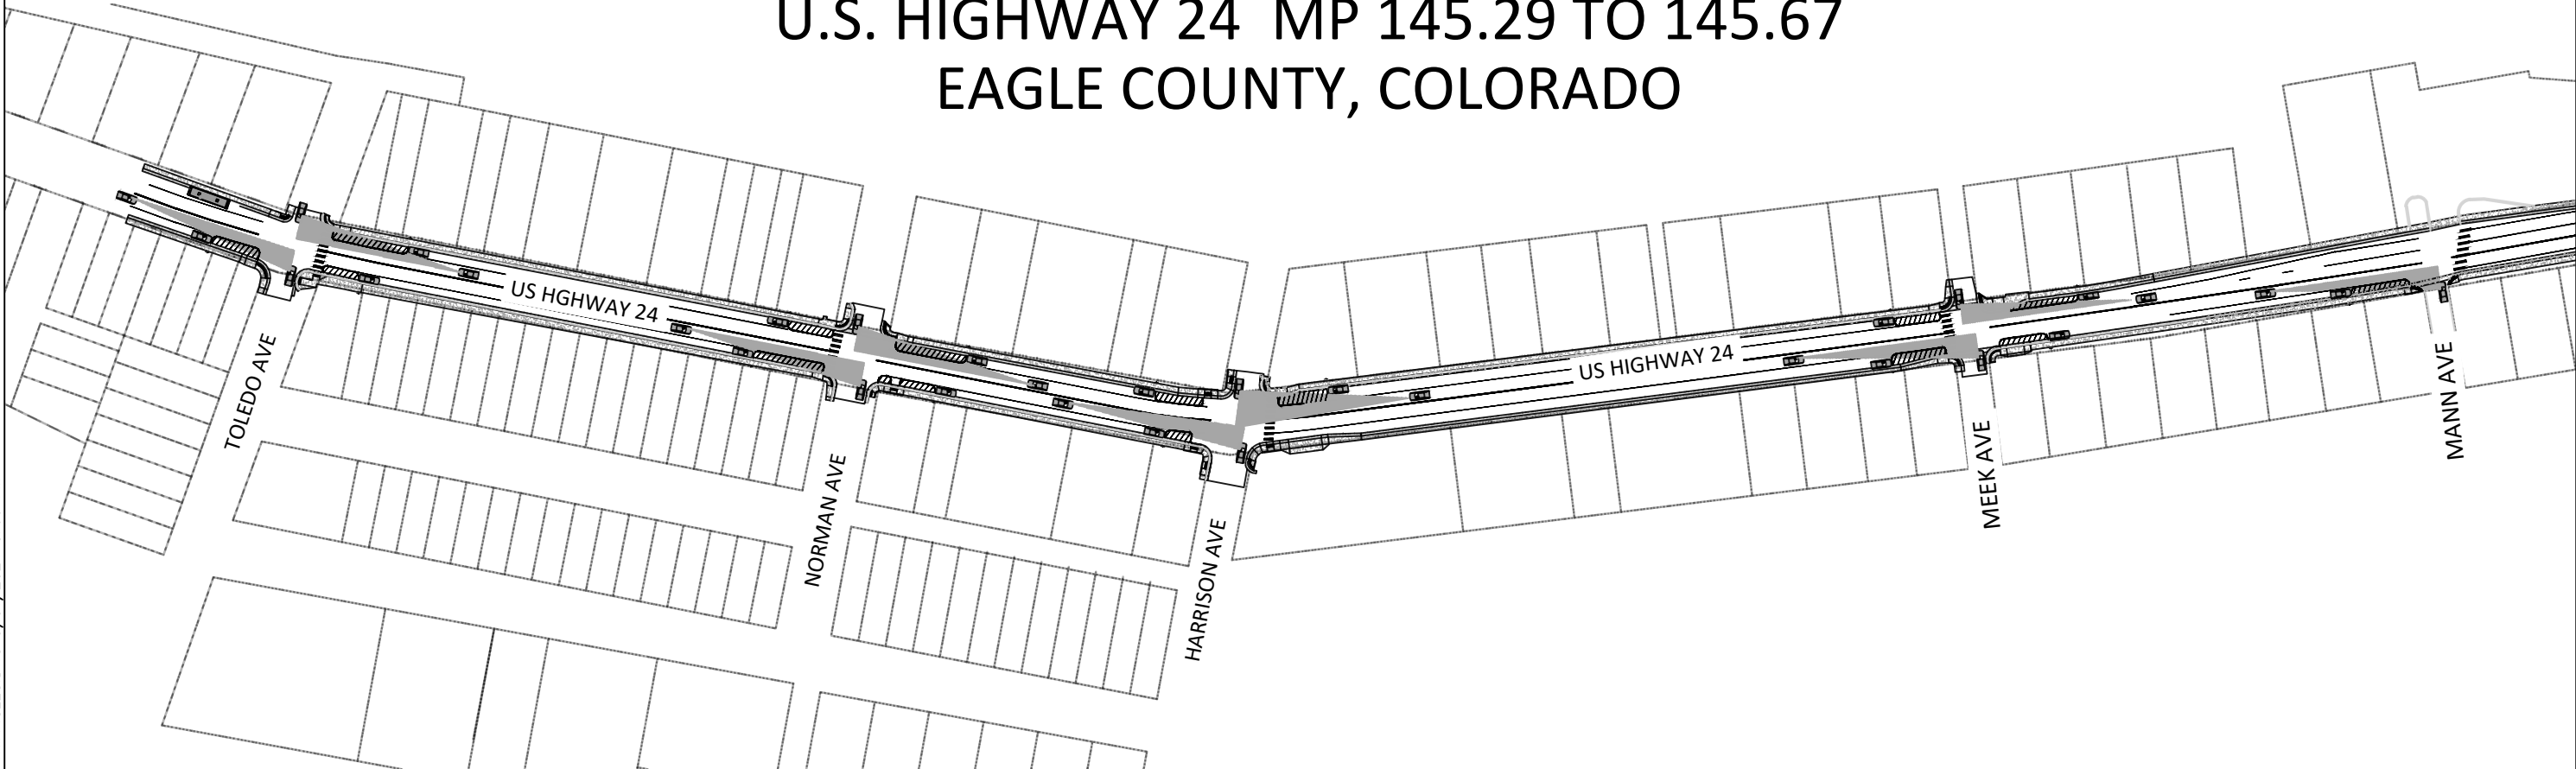 U.S. HIGHWAY 24 MP 145.29 TO 145.67
EAGLE COUNTY, COLORADO
US HGHWAY 24
US HIGHWAY 24
TOLEDO AVE
NORMAN AVE
HARRISON AVE
MEEK AVE
MANN AVE